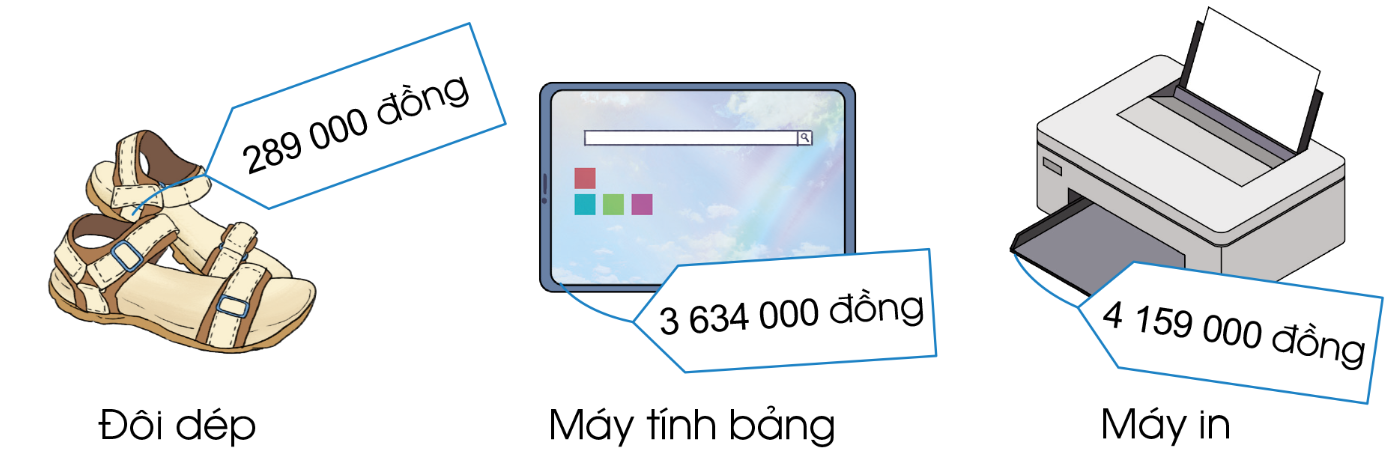 289 000 đồng
3 634 000 đồng
4 159 000 đồng
Đôi dép
Máy tính bảng
Máy in